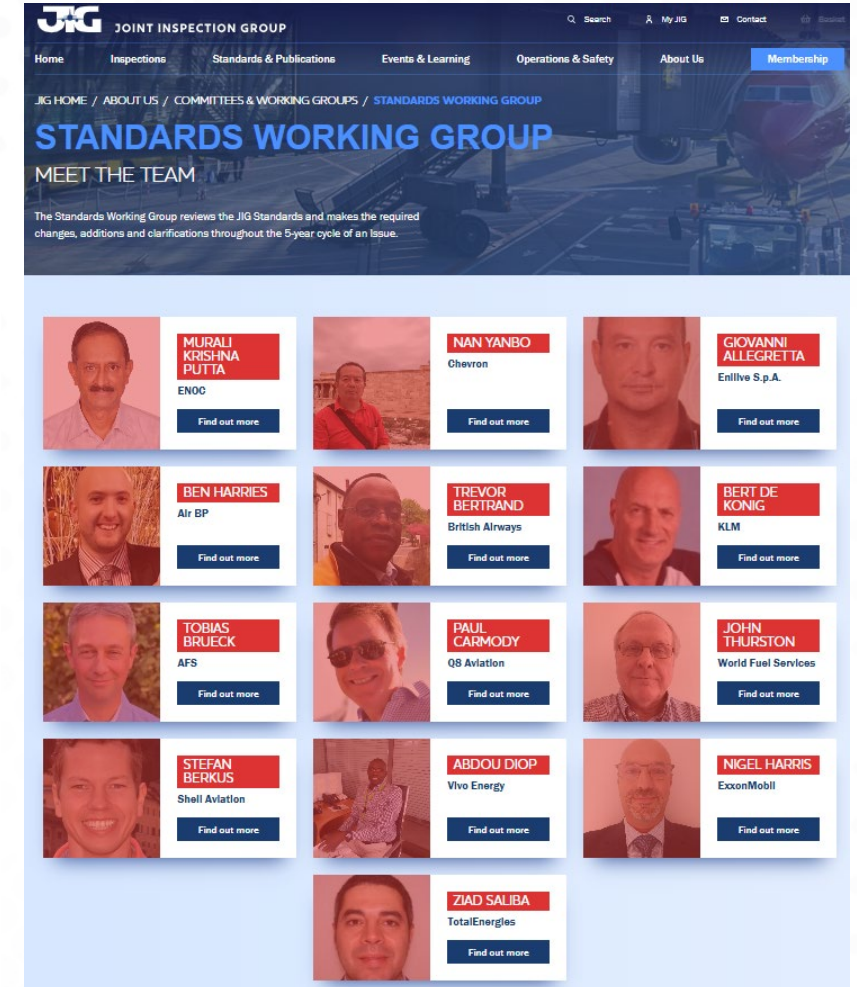 JIG JOINT INSPECTION GROUP
Search
My JIG
Contact
Basket
Home
Inspections
Standards & Publications
Events & Learning
Operations & Safety
About Us
Membership
JIG HOME / ABOUT US / COMMITTEES & WORKING GROUPS / STANDARDS WORKING GROUP
STANDARDS WORKING GROUP
MEET THE TEAM
The Standards Working Group reviews the JIG Standards and makes the required
changes, additions and clarifications throughout the 5-year cycle of an Issue.
MURALI
KRISHNA
PUTTA
ENOC
Find out more
NAN YANBO
Chevron
Find out more
GIOVANNI
ALLEGRETTA
Enilive S.p.A.
Find out more
BEN HARRIES
Air BP
Find out more
TREVOR
BERTRAND
British Airways
Find out more
BERT DE
KONIG
KLM
Find out more
TOBIAS
BRUECK
AFS
Find out more
PAUL
CARMODY
Q8 Aviation
Find out more
JOHN
THURSTON
World Fuel Services
Find out more
STEFAN
BERKUS
Shell Aviation
Find out more
ABDOU DIOP
Vivo Energy
Find out more
NIGEL HARRIS
ExxonMobil
Find out more
ZIAD SALIBA
TotalEnergies
Find out more